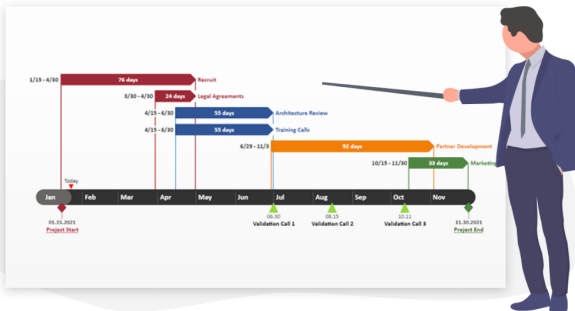 1/15 - 4/30 76 days Recruit
3/30 - 4/30 24 days Legal Agreements
4/15 - 6/30 55 days Architecture Review
4/15 - 6/30 55 days Training Calls
6/29 - 11/3 92 days Partner Development
10/15 - 11/30 33 days Marketing
Today
Jan Feb Mar Apr May Jun Jul Aug Sep Oct Nov
01.15.2021 06.30 08.15 10.11 11.30.2021
Project Start Validation Call 1 Validation Call 2 Validation Call 3 Project End